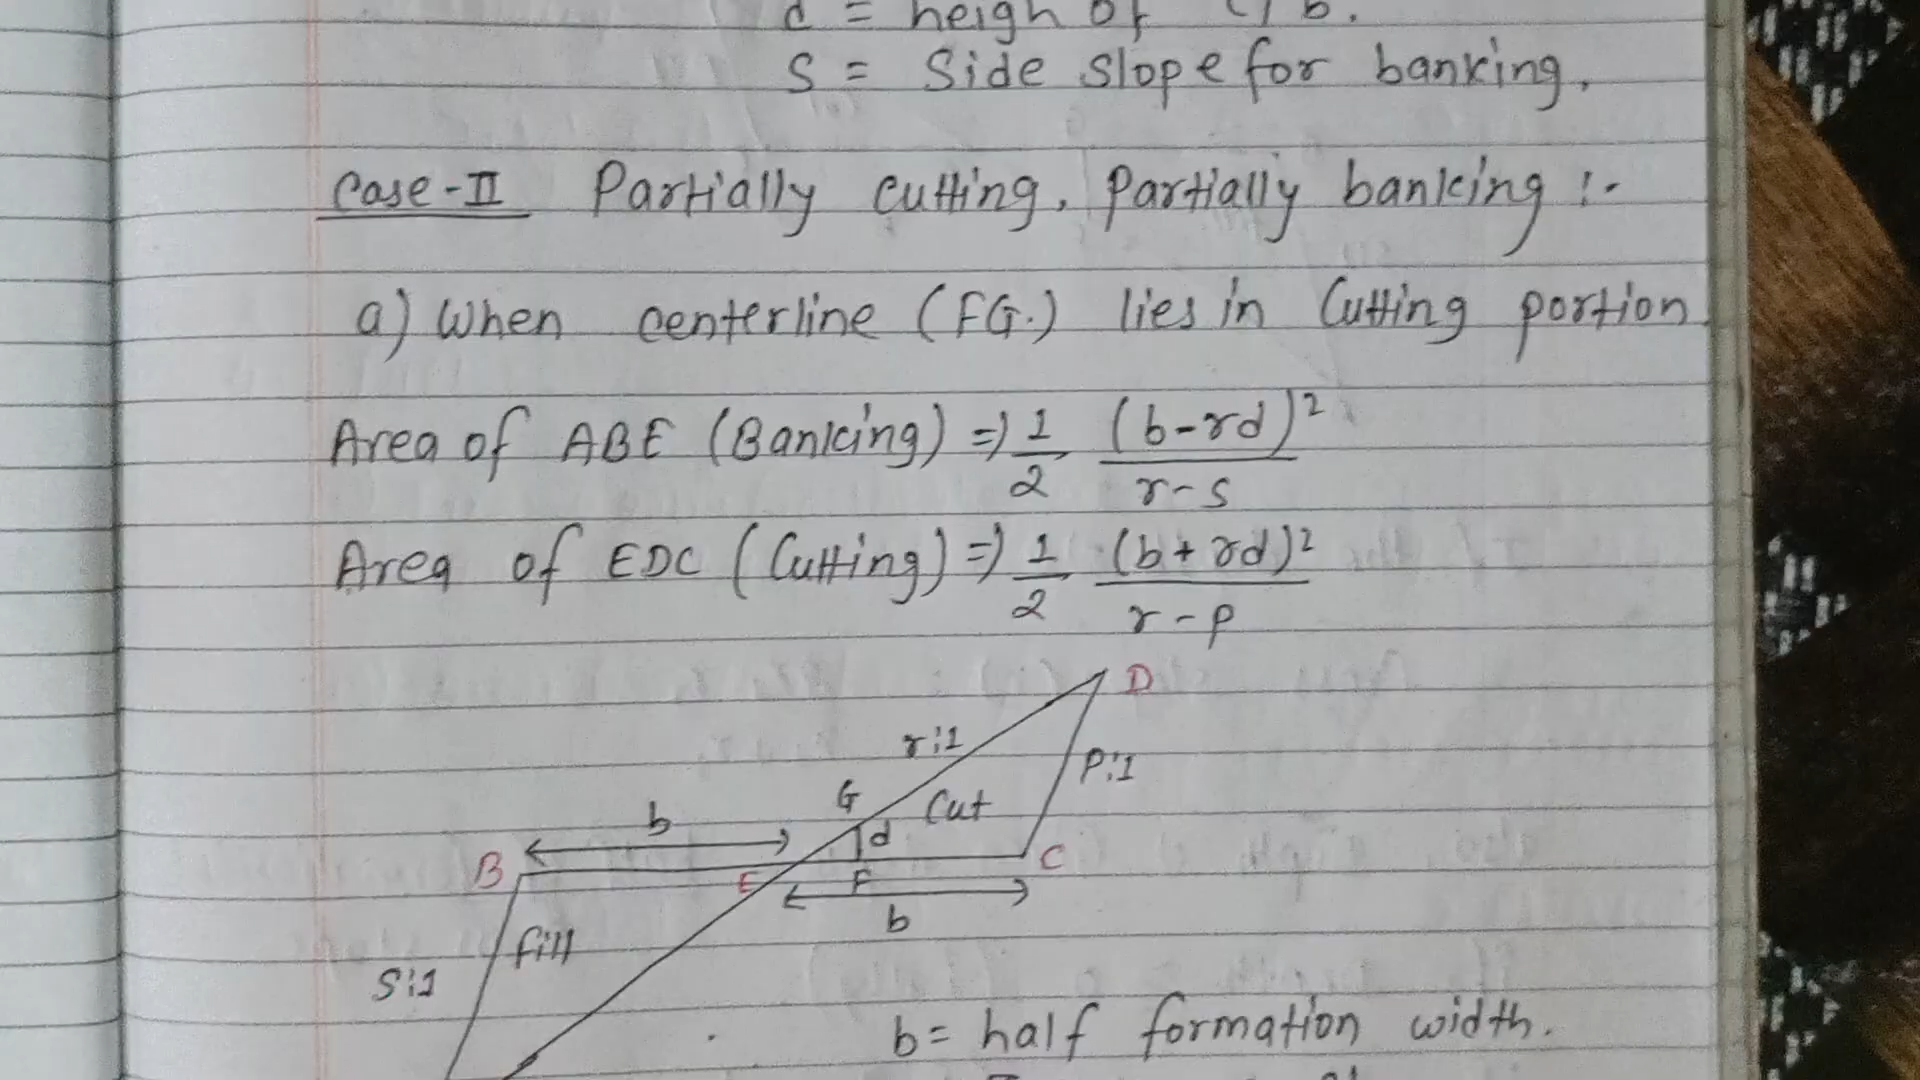 S = Side slope for banking.
Case-II Partially cutting, Partially banking :-
a) When centerline (FG.) lies in Cutting portion
Area of ABE (Banking) => 1/2 (b-rd)²/r-s
Area of EDC (Cutting) => 1/2 (b+rd)²/r-p
D
r:1
P:1
G
Cut
b
d
B
C
E
F
b
fill
S:1
b = half formation width.